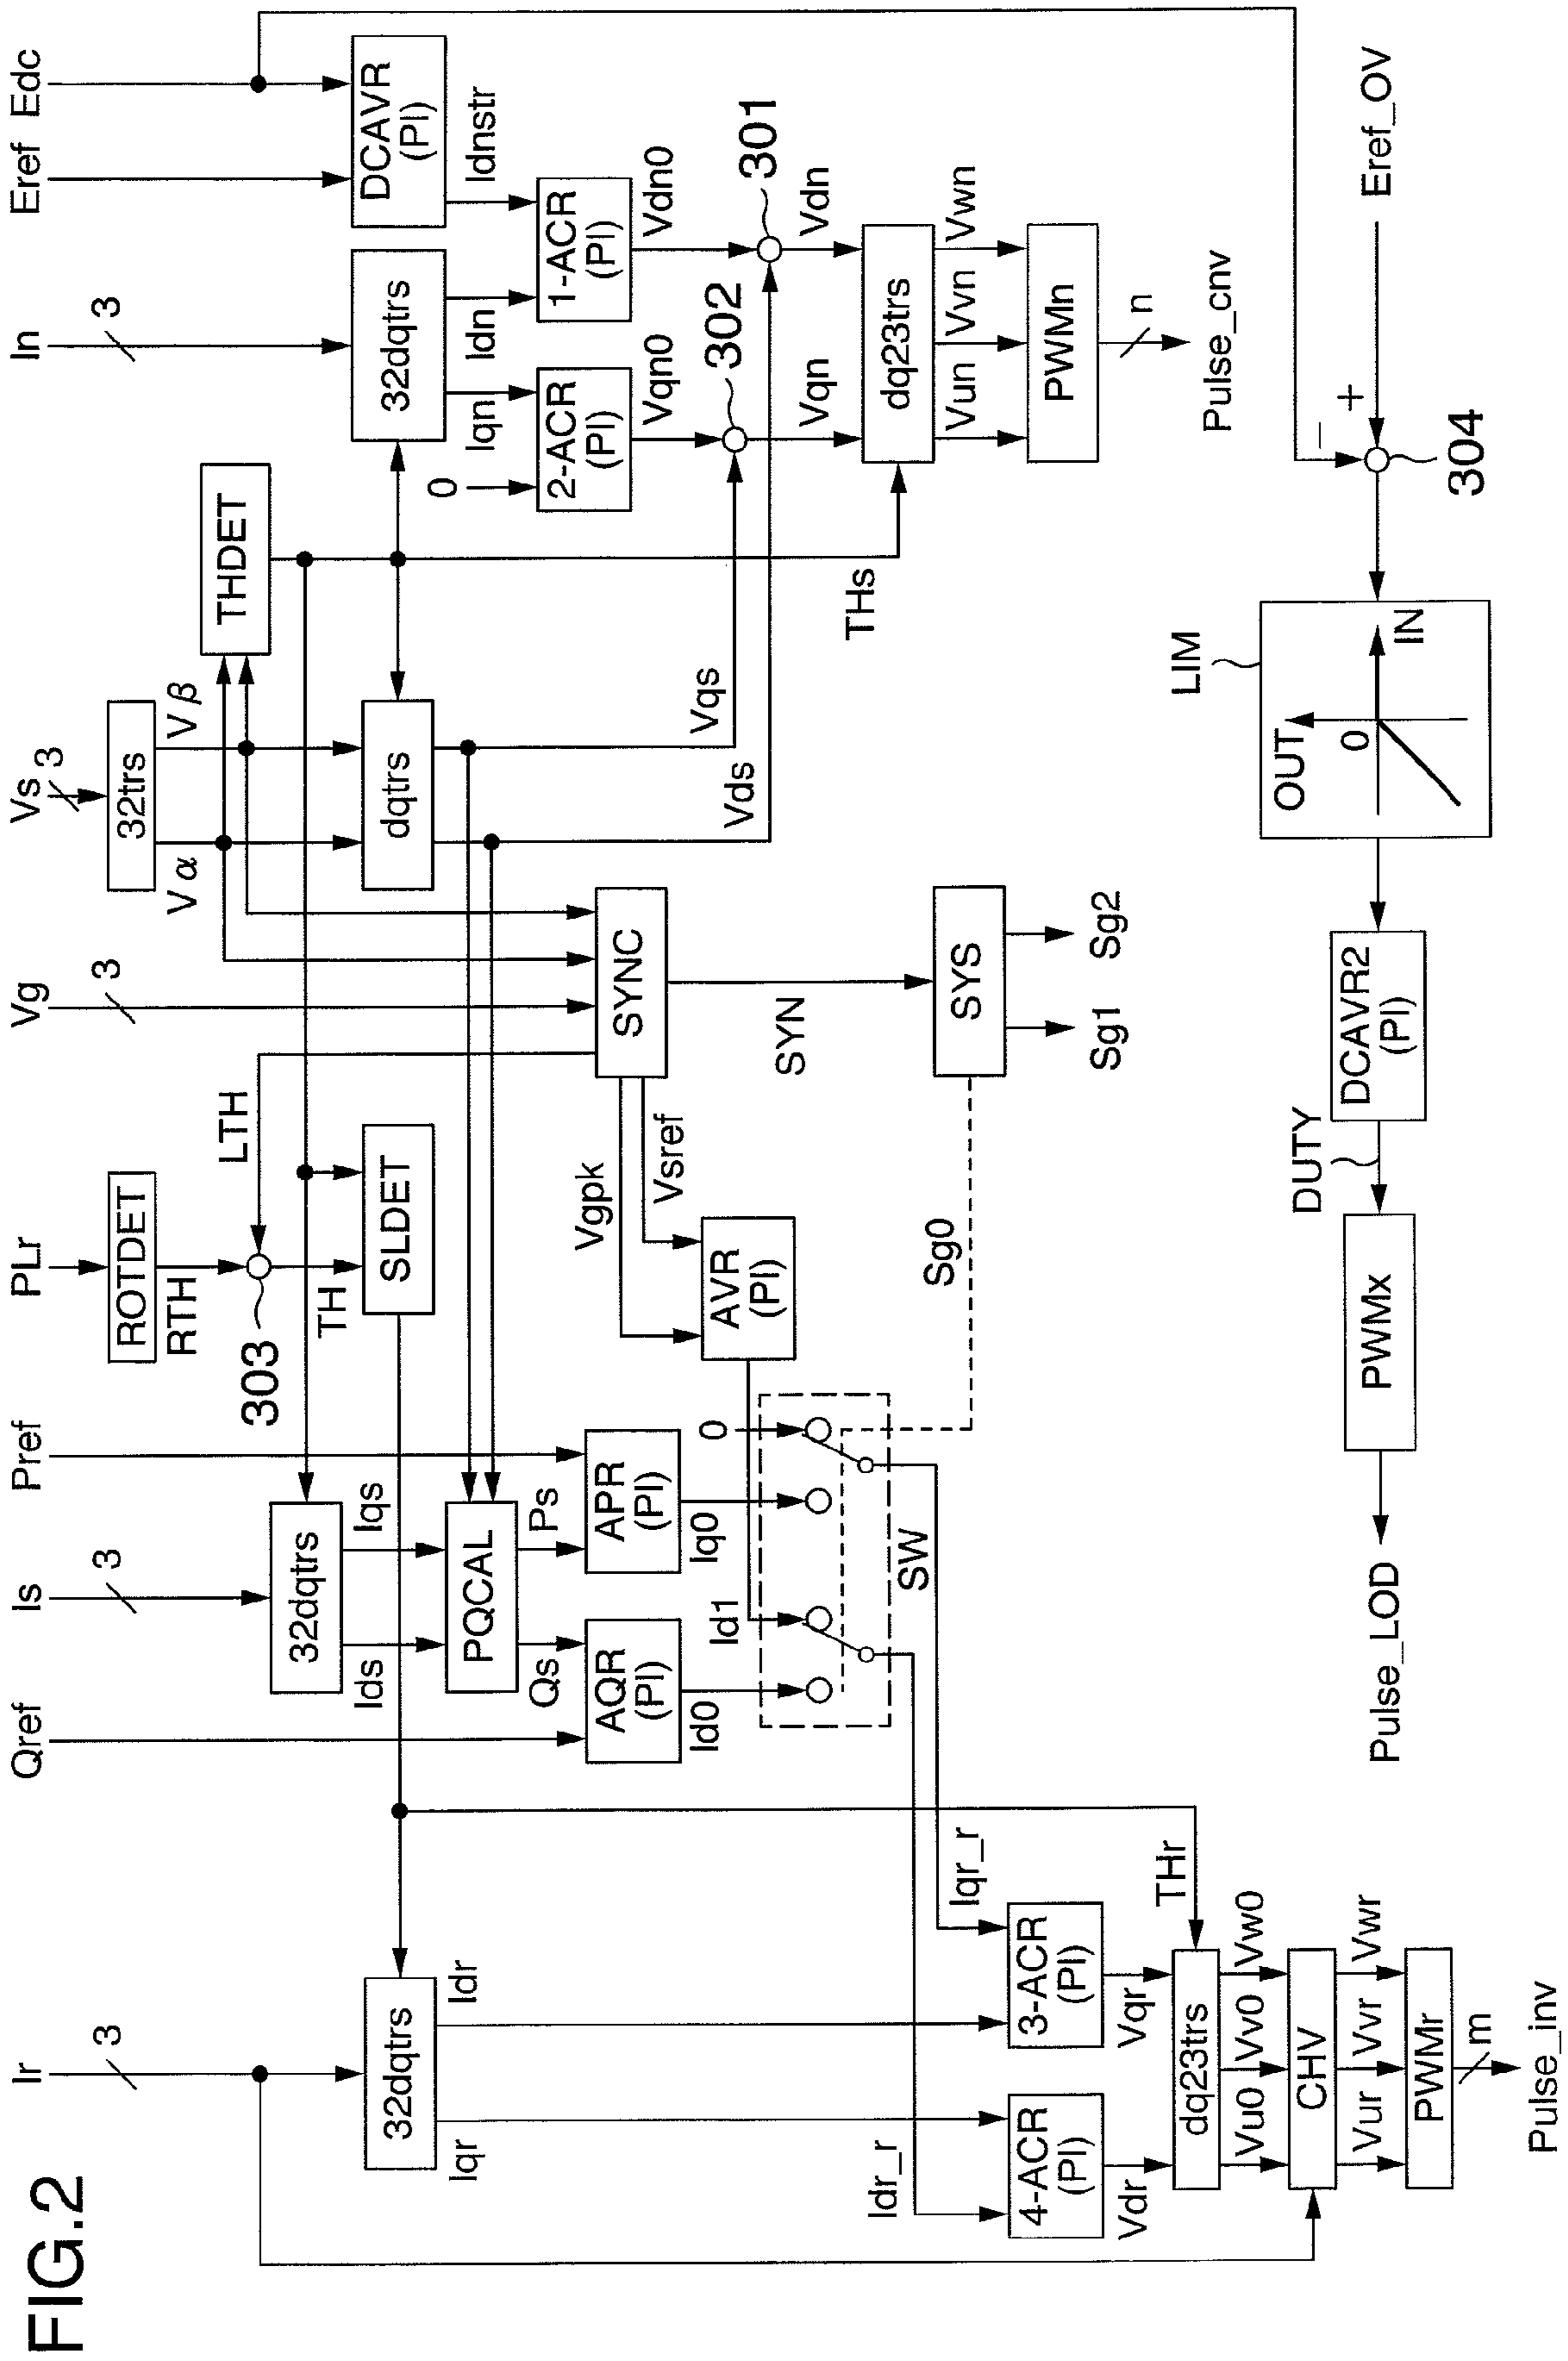 FIG.2
Ir
3
Qref
Is
3
Pref
PLr
Vg
3
Vs
3
In
3
Eref
Edc
ROTDET
RTH
LTH
303
TH
32trs
Vα
Vβ
THDET
32dqtrs
Ids
Iqs
SLDET
dqtrs
32dqtrs
Iqn
Idn
DCAVR
(PI)
Idnstr
32dqtrs
Iqr
Idr
PQCAL
Qs
Ps
0
2-ACR
(PI)
1-ACR
(PI)
Vqn0
Vdn0
302
301
AQR
(PI)
APR
(PI)
Id0
Id1
Iq0
0
SYNC
Vgpk
Vsref
AVR
(PI)
Vds
Vqs
Vqn
Vdn
SYN
THs
dq23trs
Vun
Vvn
Vwn
PWMn
n
Pulse_cnv
SW
Sg0
SYS
Sg1
Sg2
Idr_r
Iqr_r
4-ACR
(PI)
3-ACR
(PI)
Vdr
Vqr
THr
dq23trs
Vu0
Vv0
Vw0
CHV
Vur
Vvr
Vwr
PWMr
m
Pulse_inv
Pulse_LOD
PWMx
DUTY
DCAVR2
(PI)
LIM
OUT
0
IN
−
+
304
Eref_OV